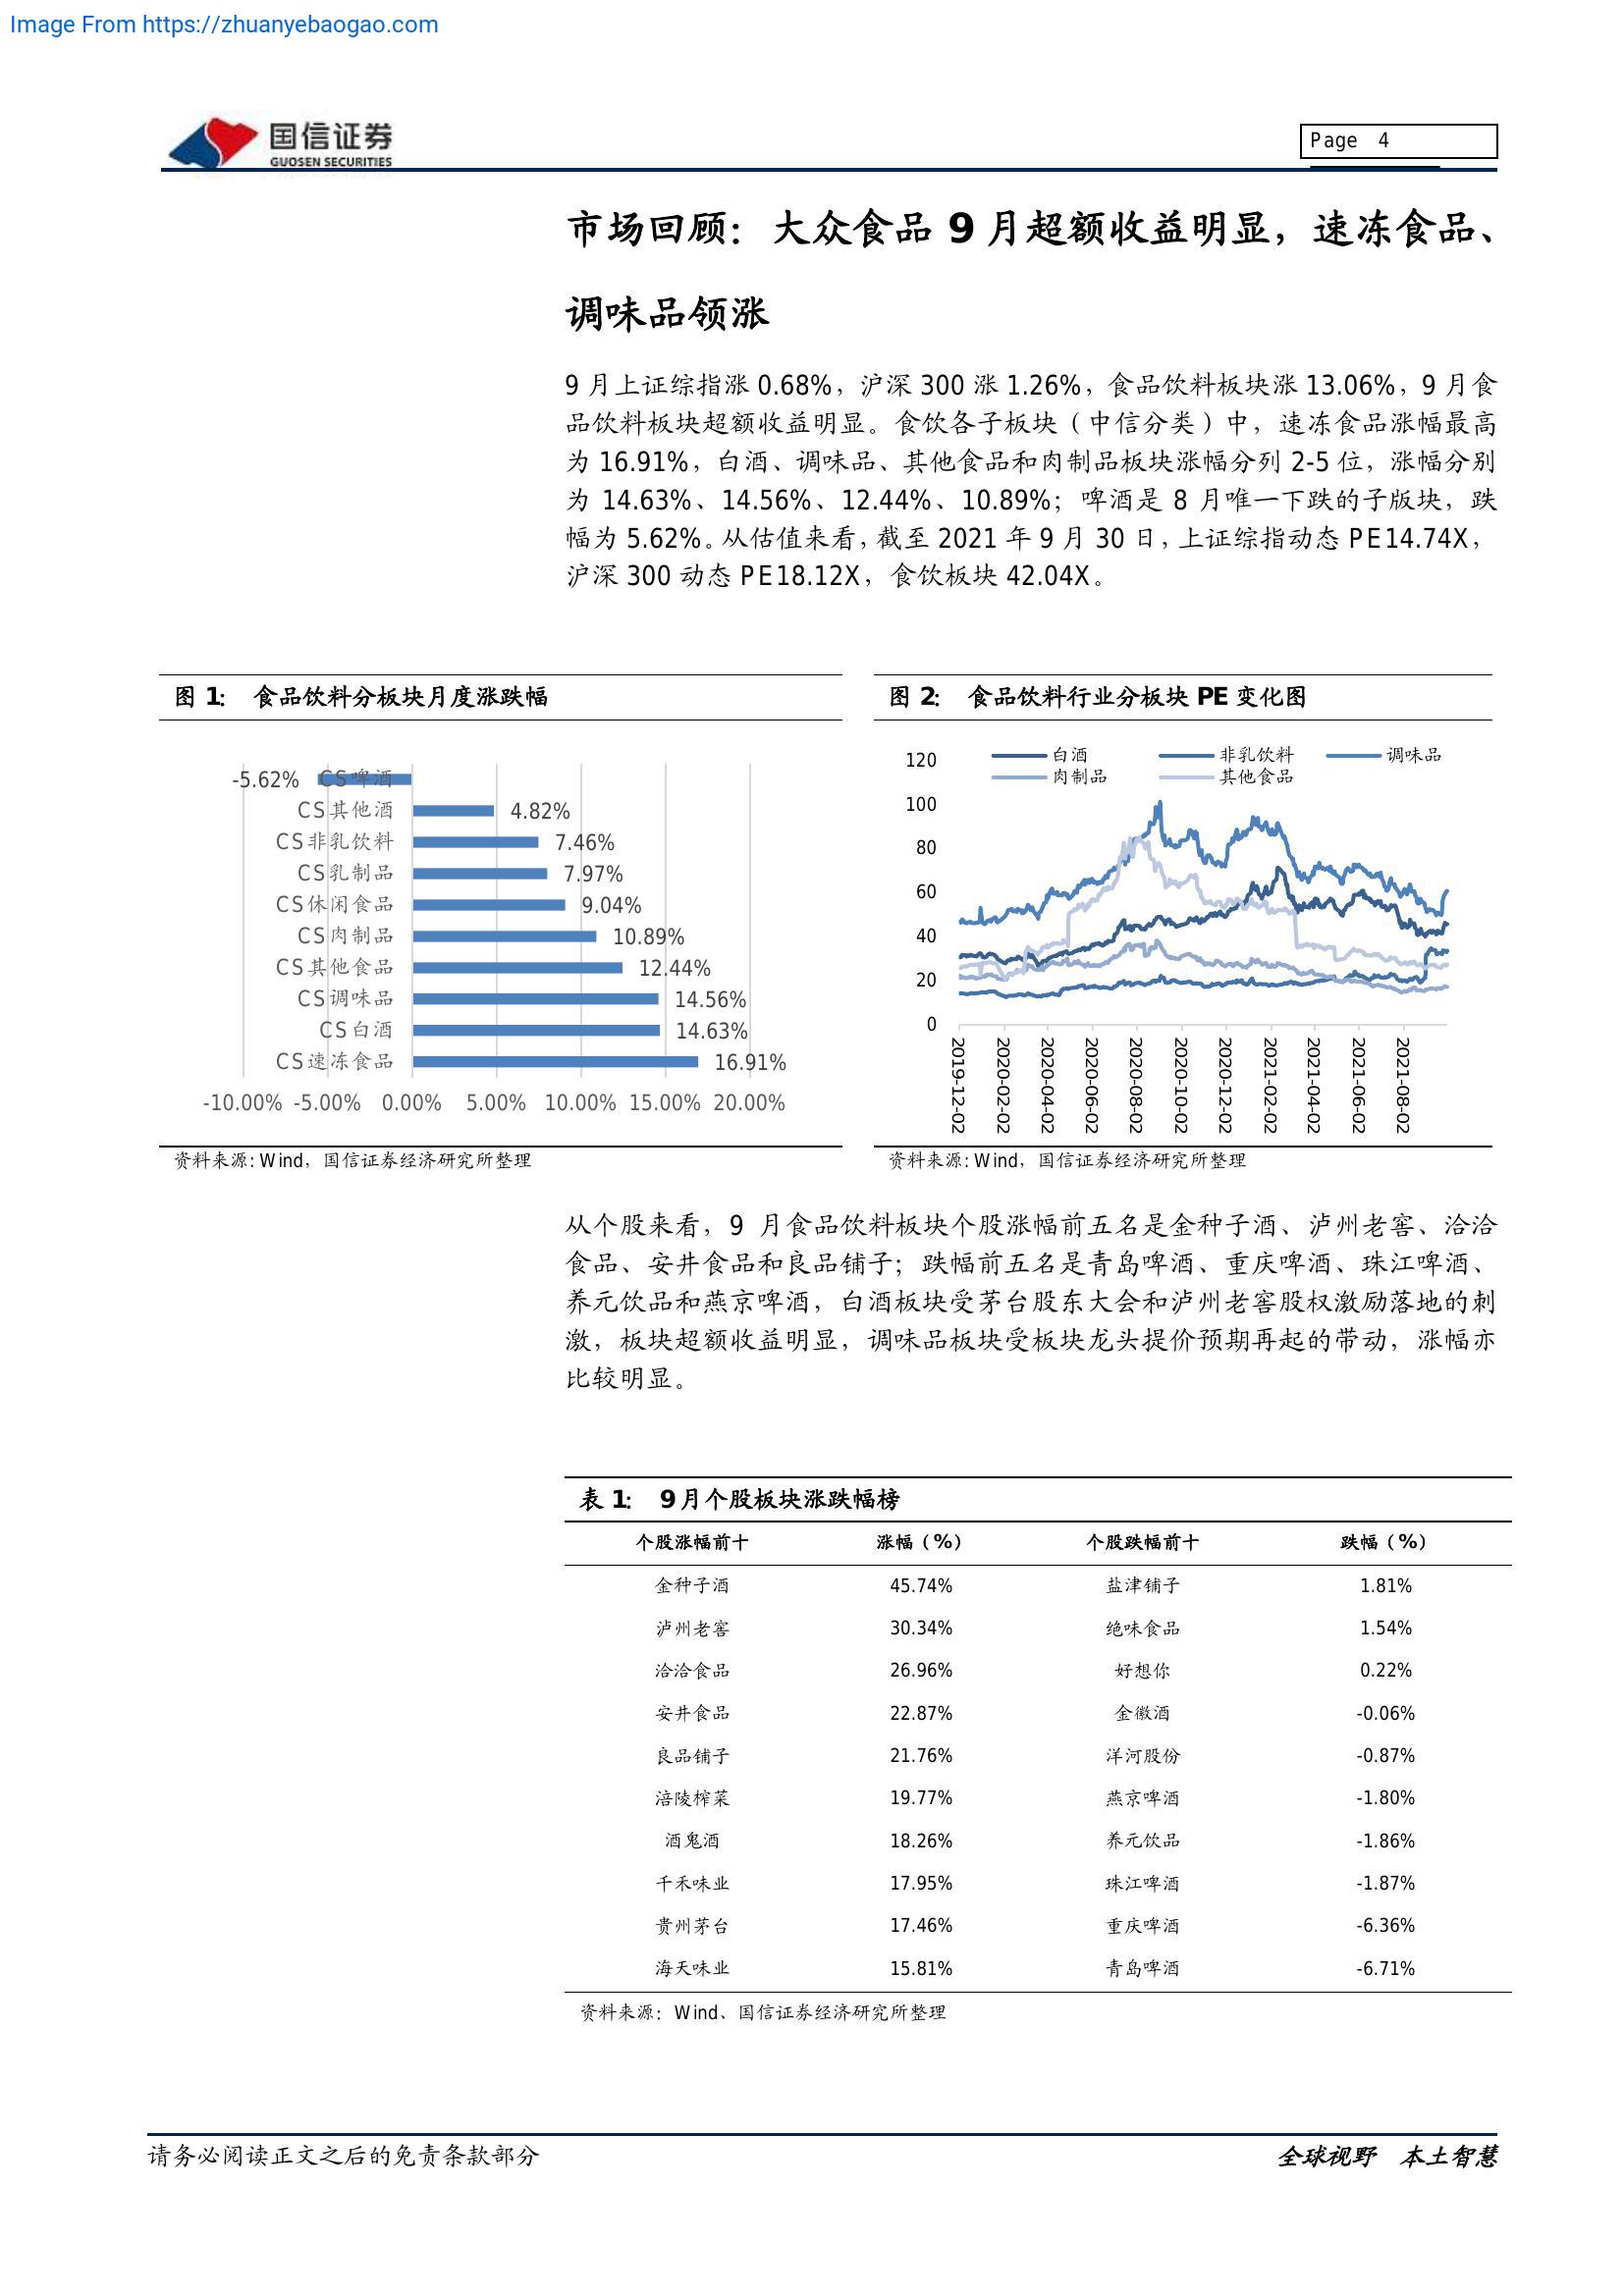 Image From https://zhuanyebaogao.com
国信证券
GUOSEN SECURITIES
Page 4
市场回顾：大众食品 9 月超额收益明显，速冻食品、
调味品领涨
9 月上证综指涨 0.68%，沪深 300 涨 1.26%，食品饮料板块涨 13.06%，9 月食
品饮料板块超额收益明显。食饮各子板块（中信分类）中，速冻食品涨幅最高
为 16.91%，白酒、调味品、其他食品和肉制品板块涨幅分列 2-5 位，涨幅分别
为 14.63%、14.56%、12.44%、10.89%；啤酒是 8 月唯一下跌的子版块，跌
幅为 5.62%。从估值来看，截至 2021 年 9 月 30 日，上证综指动态 PE14.74X，
沪深 300 动态 PE18.12X，食饮板块 42.04X。
图 1： 食品饮料分板块月度涨跌幅
-5.62% CS啤酒
CS其他酒 4.82%
CS非乳饮料 7.46%
CS乳制品 7.97%
CS休闲食品 9.04%
CS肉制品 10.89%
CS其他食品 12.44%
CS调味品 14.56%
CS白酒 14.63%
CS速冻食品 16.91%
-10.00% -5.00% 0.00% 5.00% 10.00% 15.00% 20.00%
资料来源: Wind，国信证券经济研究所整理
图 2： 食品饮料行业分板块 PE 变化图
白酒 非乳饮料 调味品
肉制品 其他食品
120
100
80
60
40
20
0
2019-12-02
2020-02-02
2020-04-02
2020-06-02
2020-08-02
2020-10-02
2020-12-02
2021-02-02
2021-04-02
2021-06-02
2021-08-02
资料来源: Wind，国信证券经济研究所整理
从个股来看，9 月食品饮料板块个股涨幅前五名是金种子酒、泸州老窖、洽洽
食品、安井食品和良品铺子；跌幅前五名是青岛啤酒、重庆啤酒、珠江啤酒、
养元饮品和燕京啤酒，白酒板块受茅台股东大会和泸州老窖股权激励落地的刺
激，板块超额收益明显，调味品板块受板块龙头提价预期再起的带动，涨幅亦
比较明显。
表 1： 9月个股板块涨跌幅榜
个股涨幅前十 涨幅（%） 个股跌幅前十 跌幅（%）
金种子酒 45.74% 盐津铺子 1.81%
泸州老窖 30.34% 绝味食品 1.54%
洽洽食品 26.96% 好想你 0.22%
安井食品 22.87% 金徽酒 -0.06%
良品铺子 21.76% 洋河股份 -0.87%
涪陵榨菜 19.77% 燕京啤酒 -1.80%
酒鬼酒 18.26% 养元饮品 -1.86%
千禾味业 17.95% 珠江啤酒 -1.87%
贵州茅台 17.46% 重庆啤酒 -6.36%
海天味业 15.81% 青岛啤酒 -6.71%
资料来源：Wind、国信证券经济研究所整理
请务必阅读正文之后的免责条款部分
全球视野 本土智慧